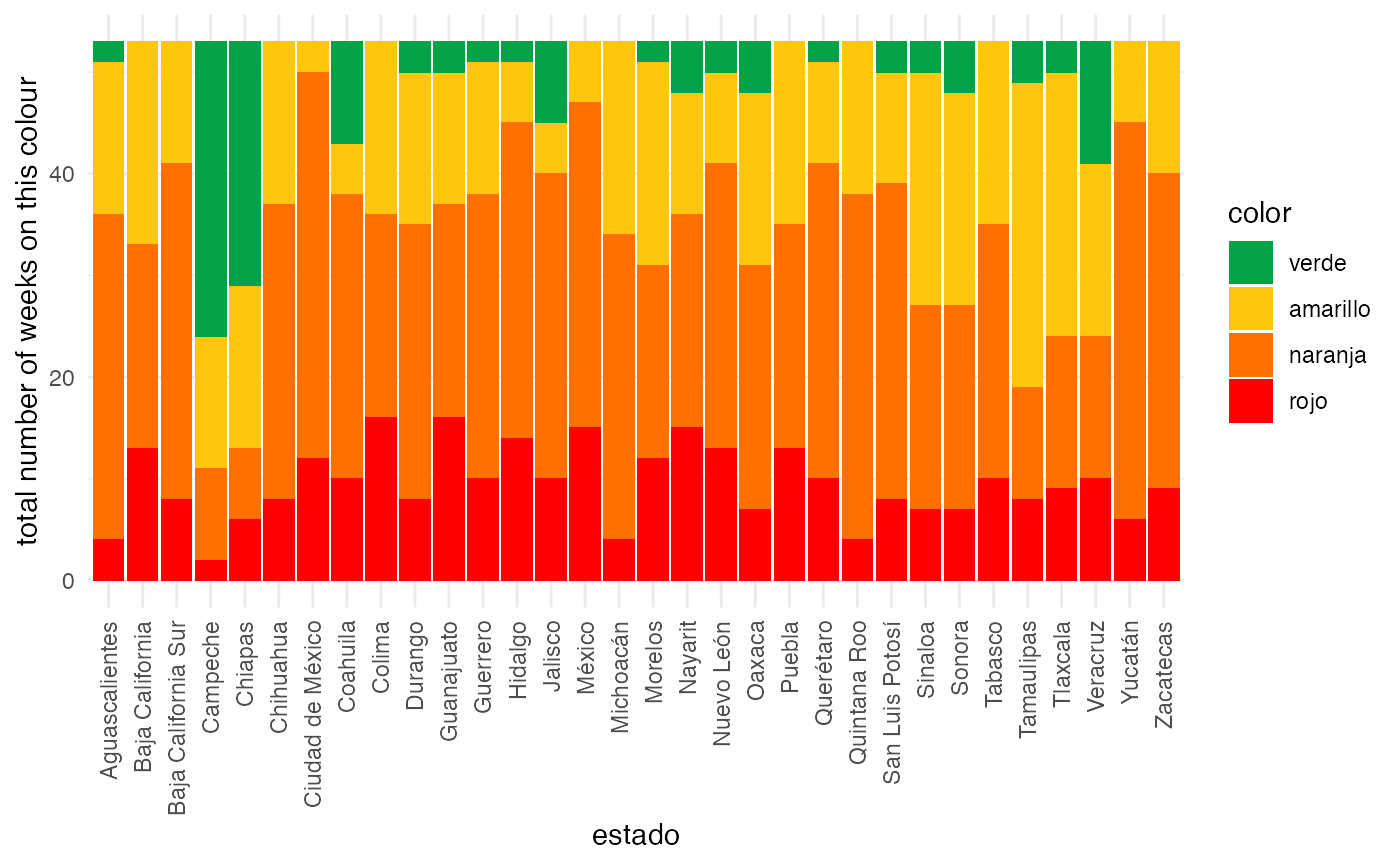 total number of weeks on this colour
40
20
0
Aguascalientes
Baja California
Baja California Sur
Campeche
Chiapas
Chihuahua
Ciudad de México
Coahuila
Colima
Durango
Guanajuato
Guerrero
Hidalgo
Jalisco
México
Michoacán
Morelos
Nayarit
Nuevo León
Oaxaca
Puebla
Querétaro
Quintana Roo
San Luis Potosí
Sinaloa
Sonora
Tabasco
Tamaulipas
Tlaxcala
Veracruz
Yucatán
Zacatecas
estado
color
verde
amarillo
naranja
rojo